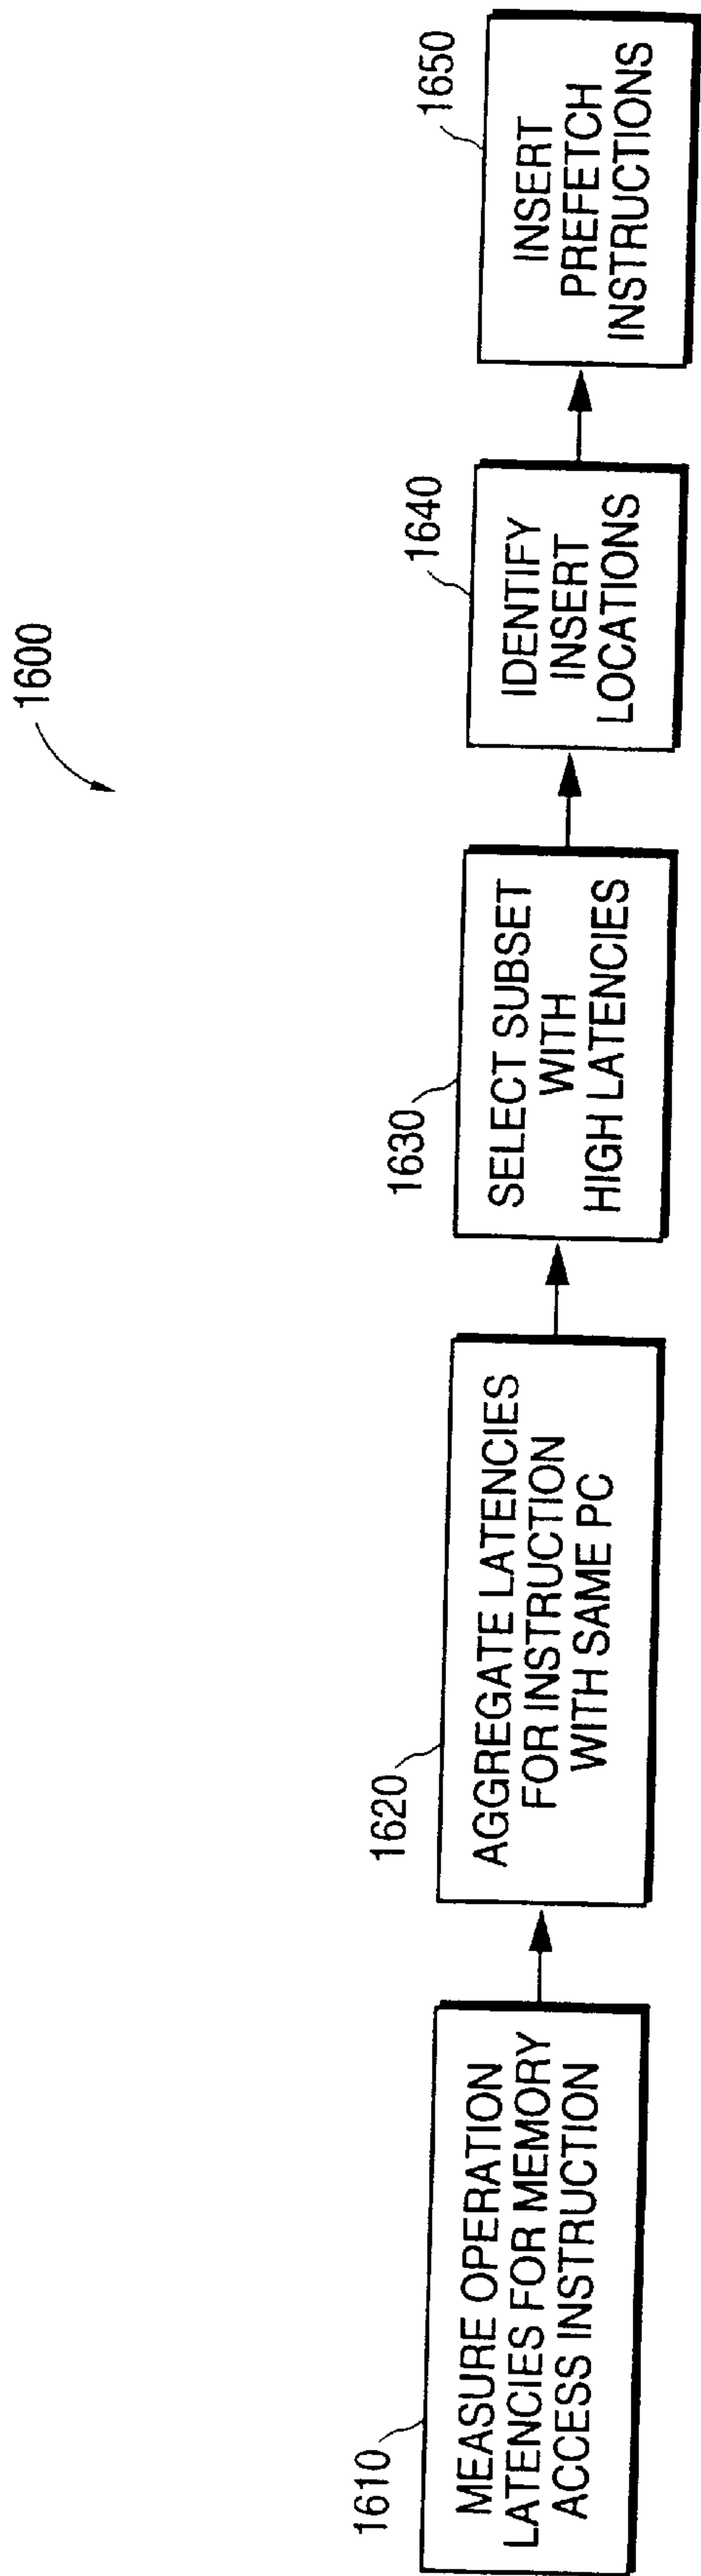 1600
1610
MEASURE OPERATION
LATENCIES FOR MEMORY
ACCESS INSTRUCTION
1620
AGGREGATE LATENCIES
FOR INSTRUCTION
WITH SAME PC
1630
SELECT SUBSET
WITH
HIGH LATENCIES
1640
IDENTIFY
INSERT
LOCATIONS
1650
INSERT
PREFETCH
INSTRUCTIONS